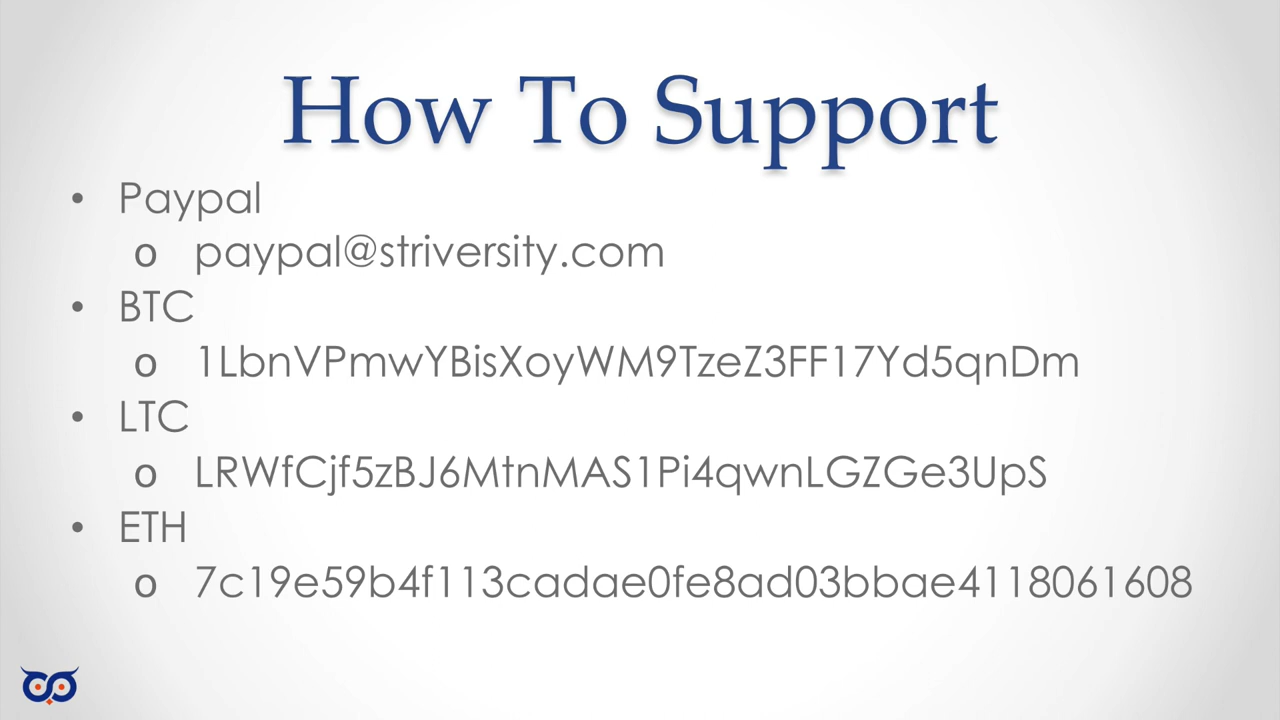 How To Support
• Paypal
o paypal@striversity.com
• BTC
o 1LbnVPmwYBisXoyWM9TzeZ3FF17Yd5qnDm
• LTC
o LRWfCjf5zBJ6MtnMAS1Pi4qwnLGZGe3UpS
• ETH
o 7c19e59b4f113cadae0fe8ad03bbae4118061608